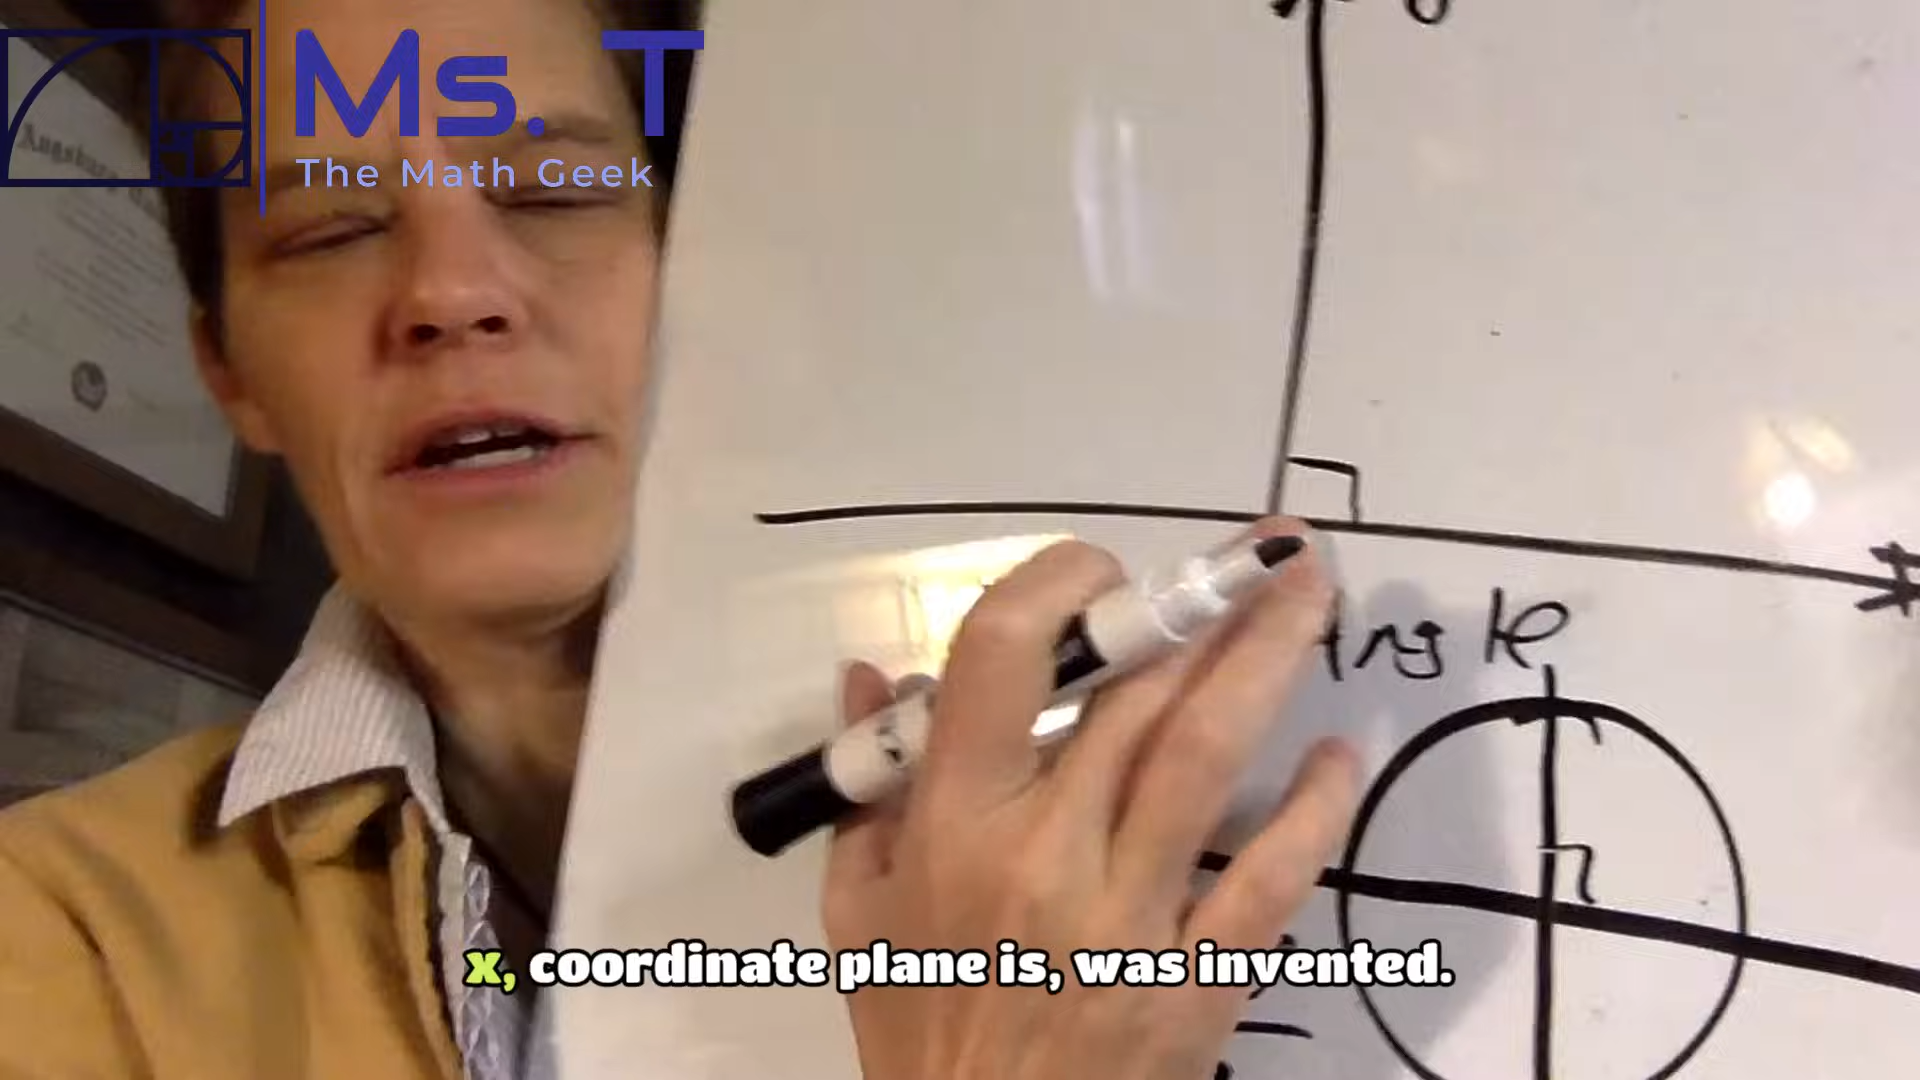 Ms. T
The Math Geek
Angle
x, coordinate plane is, was invented.